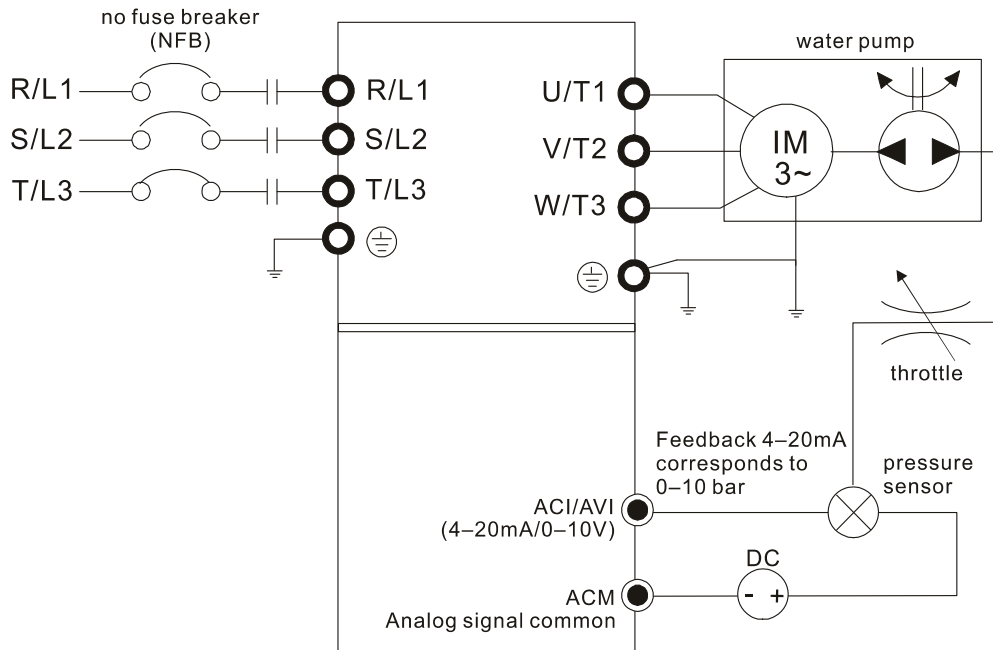 no fuse breaker
(NFB)
R/L1
S/L2
T/L3
R/L1
S/L2
T/L3
U/T1
V/T2
W/T3
water pump
IM
3~
throttle
Feedback 4–20mA
corresponds to
0–10 bar
pressure
sensor
ACI/AVI
(4–20mA/0–10V)
DC
- +
ACM
Analog signal common